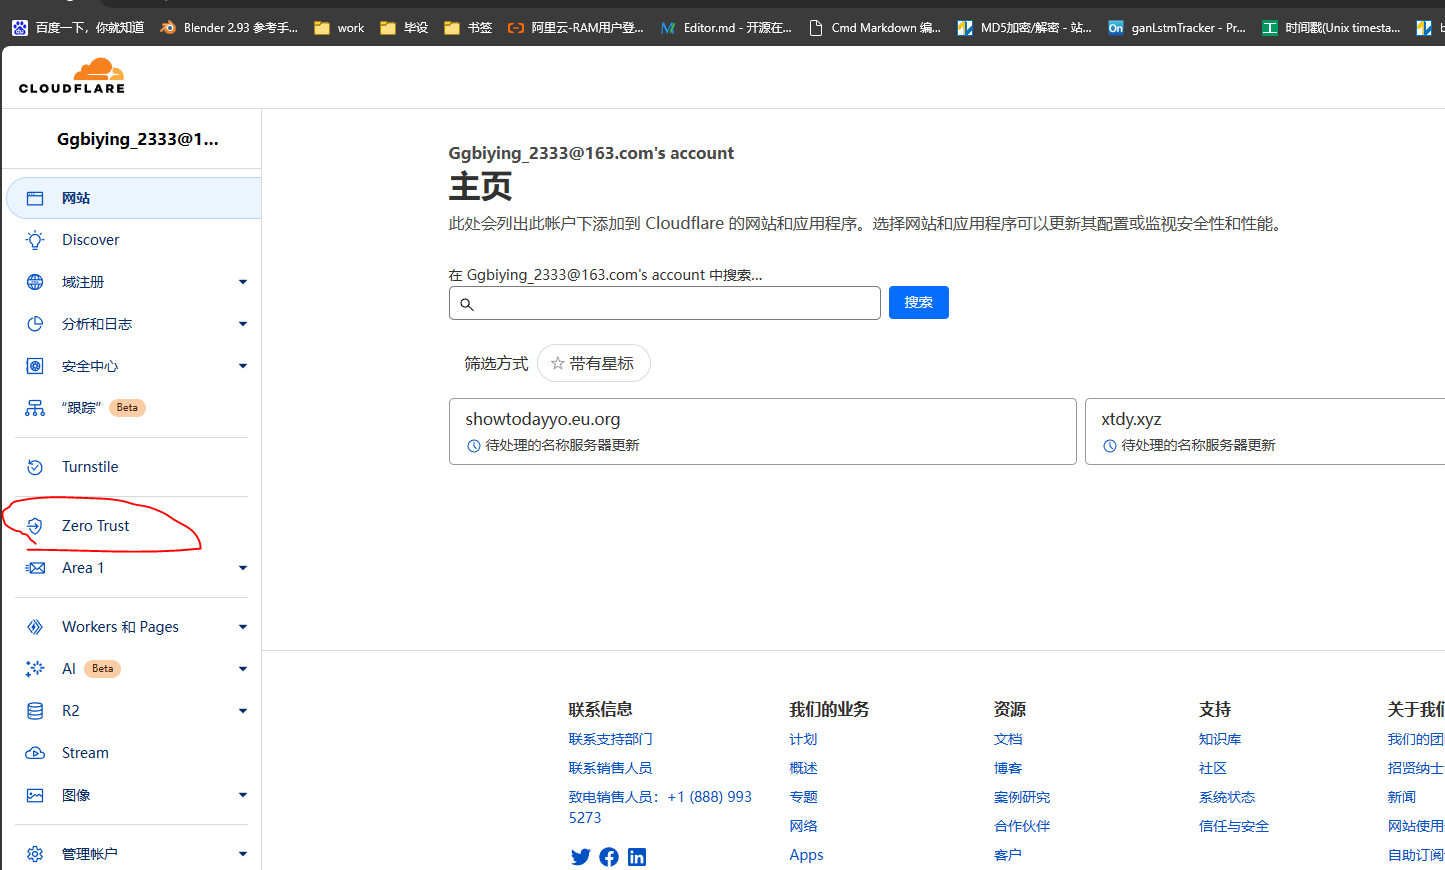 百度一下，你就知道 Blender 2.93 参考手... work 毕设 书签 阿里云-RAM用户登... Editor.md - 开源在... Cmd Markdown 编... MD5加密/解密 - 站... ganLstmTracker - Pr... 时间戳(Unix timesta...
CLOUDFLARE
Ggbiying_2333@1...
网站
Discover
域注册
分析和日志
安全中心
“跟踪” Beta
Turnstile
Zero Trust
Area 1
Workers 和 Pages
AI Beta
R2
Stream
图像
管理帐户
Ggbiying_2333@163.com's account
主页
此处会列出此帐户下添加到 Cloudflare 的网站和应用程序。选择网站和应用程序可以更新其配置或监视安全性和性能。
在 Ggbiying_2333@163.com's account 中搜索...
搜索
筛选方式 带有星标
showtodayyo.eu.org
待处理的名称服务器更新
xtdy.xyz
待处理的名称服务器更新
联系信息
联系支持部门
联系销售人员
致电销售人员：+1 (888) 993
5273
我们的业务
计划
概述
专题
网络
Apps
资源
文档
博客
案例研究
合作伙伴
客户
支持
知识库
社区
系统状态
信任与安全
关于我们
我们的团
招贤纳士
新闻
网站使用
自助订阅